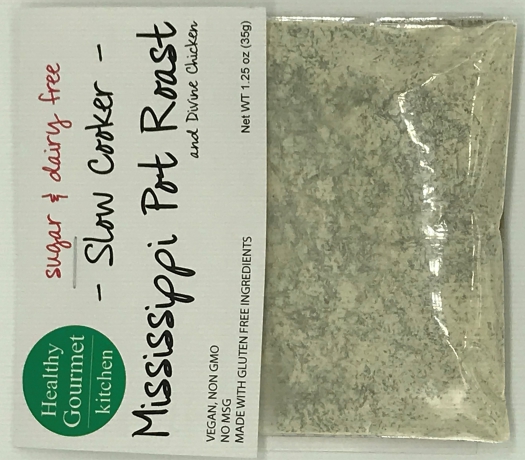 sugar & dairy free
- Slow Cooker -
Mississippi Pot Roast
and Divine Chicken
Healthy
Gourmet
kitchen
VEGAN, NON GMO
NO MSG
MADE WITH GLUTEN FREE INGREDIENTS
Net WT 1.25 oz (35g)